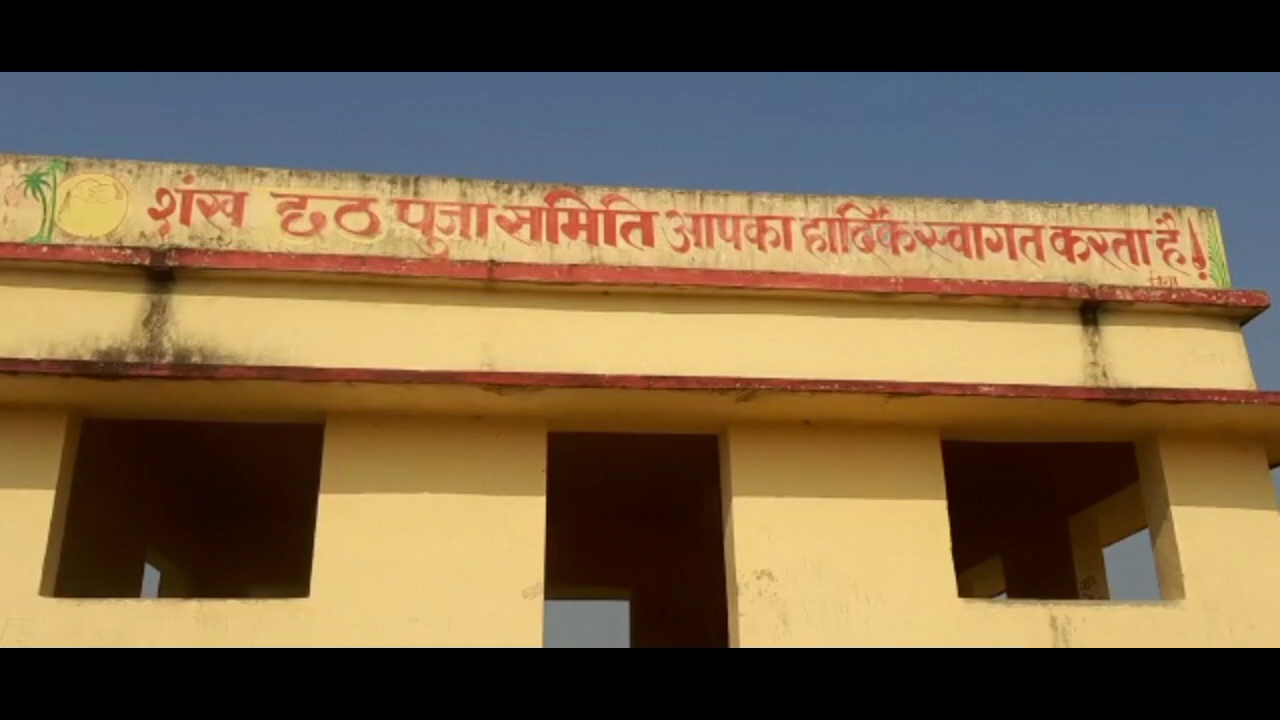 शंख छठ पुजा समिति आपका हार्दिक स्वागत करता है!